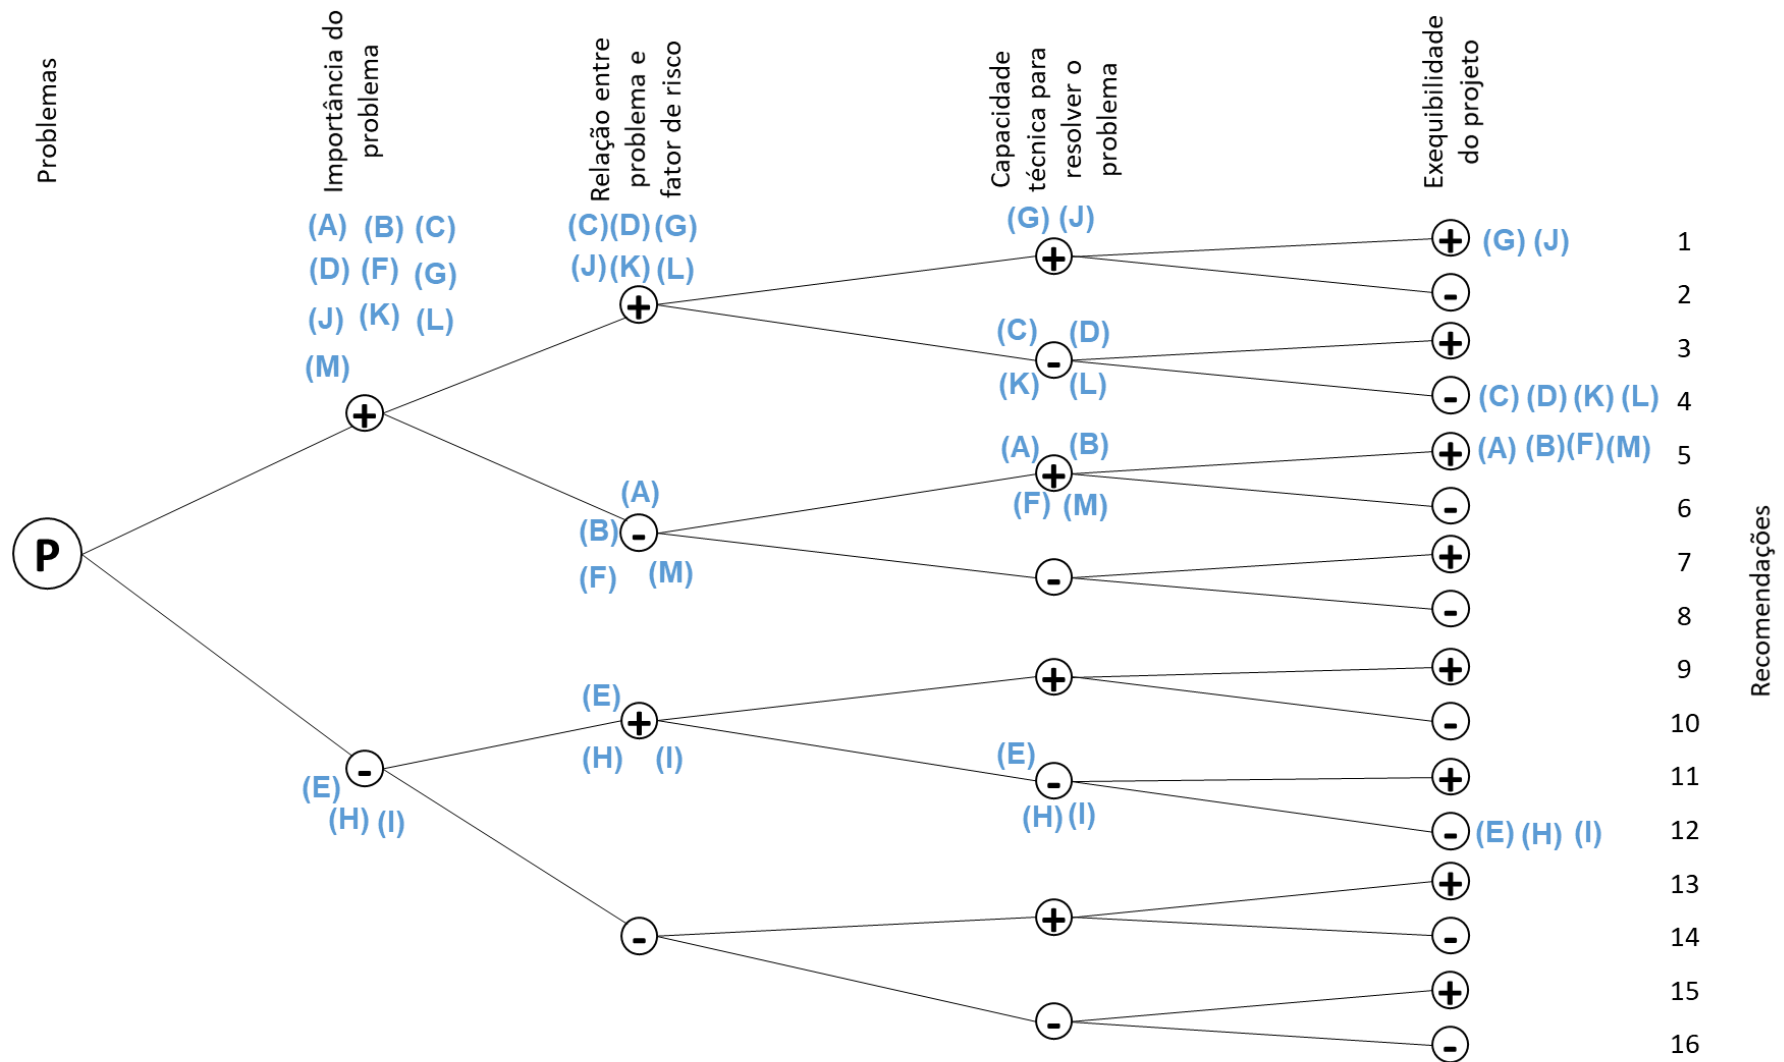 Problemas
Importância do
problema
Relação entre
problema e
fator de risco
Capacidade
técnica para
resolver o
problema
Exequibilidade
do projeto
(A) (B) (C)
(D) (F) (G)
(J) (K) (L)
(M)
+
(C) (D) (G)
(J) (K) (L)
+
(G) (J)
+
+ (G) (J) 1
- 2
(C) (D)
-
(K) (L)
+ 3
- (C) (D) (K) (L) 4
(A)
(B) -
(F) (M)
(A) (B)
+
(F) (M)
+ (A) (B) (F) (M) 5
- 6
-
+ 7
- 8
P
-
(E)
(H) (I)
(E)
+
(H) (I)
+
+ 9
- 10
(E)
-
(H) (I)
+ 11
- (E) (H) (I) 12
-
+
+ 13
- 14
-
+ 15
- 16
Recomendações